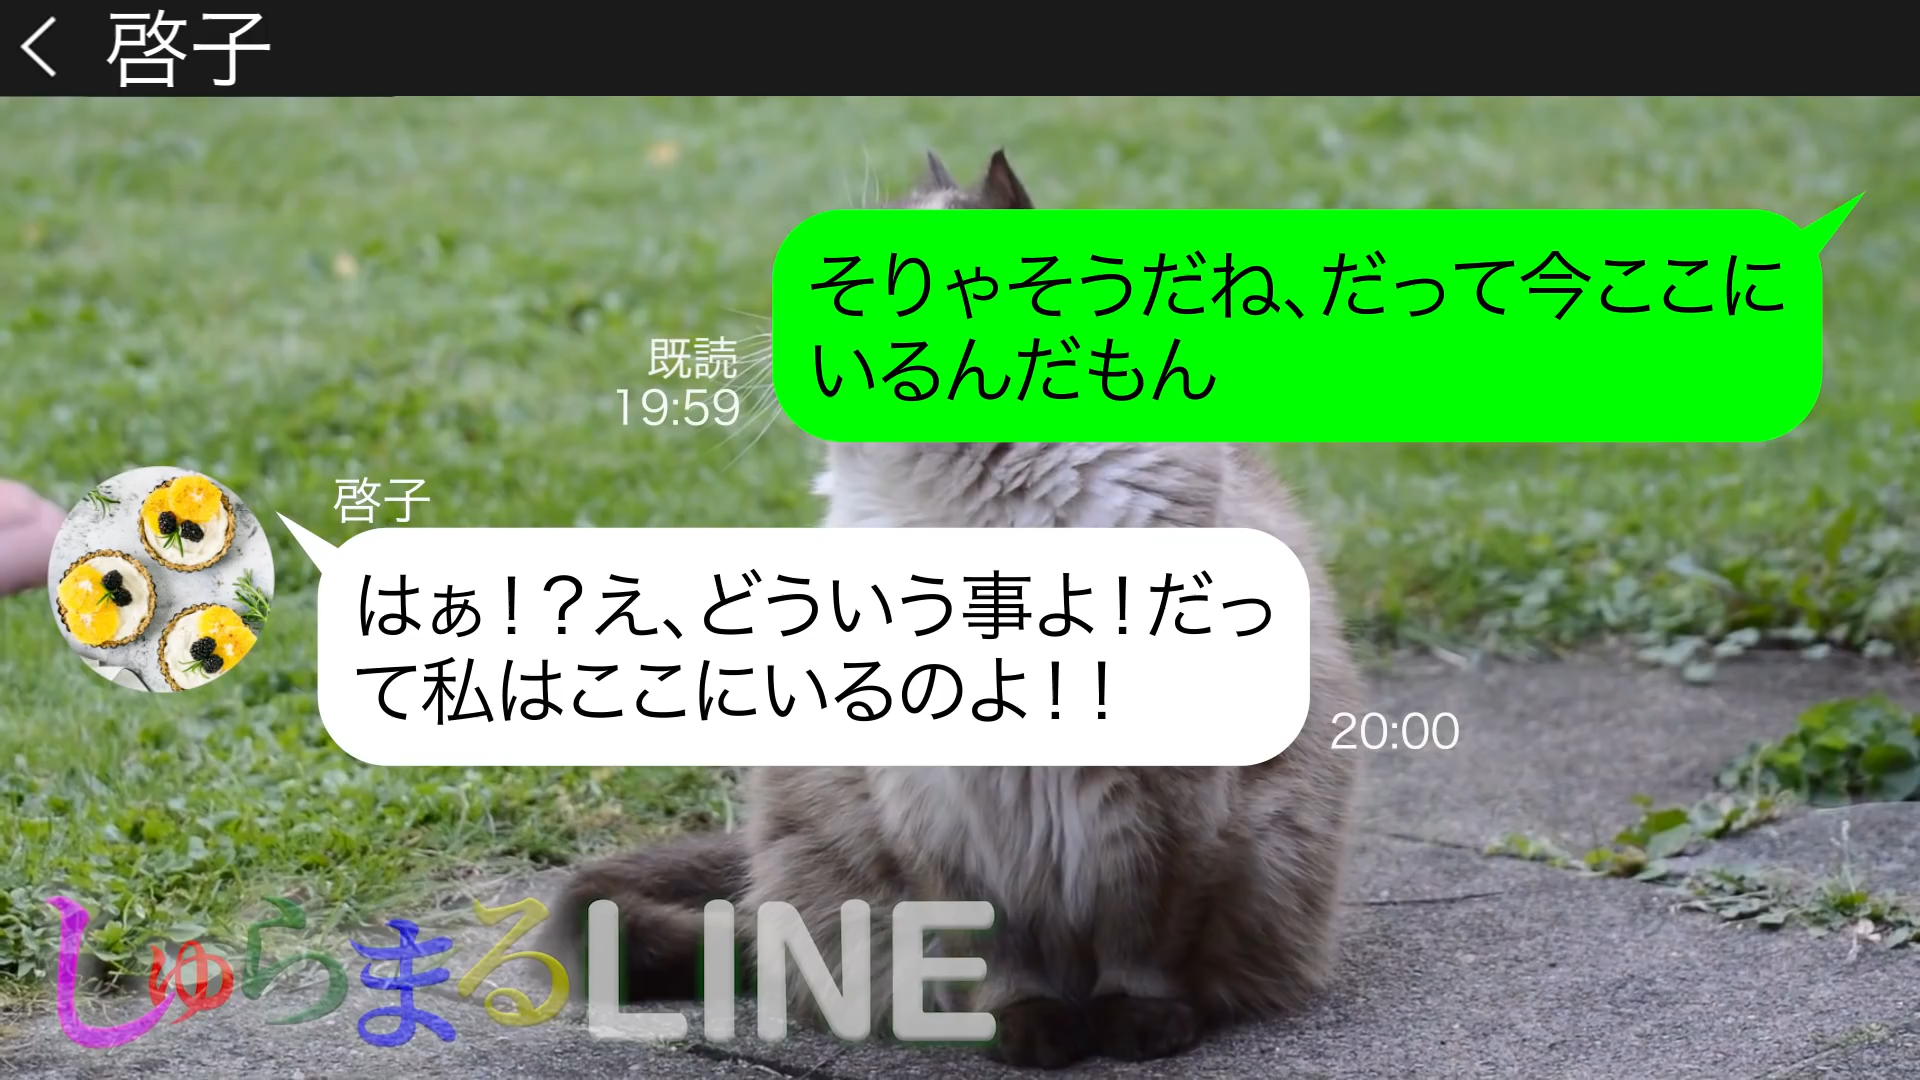 啓子
そりゃそうだね、だって今ここに
いるんだもん
既読
19:59
啓子
はぁ！？え、どういう事よ！だっ
て私はここにいるのよ！！
20:00
しゅらまるLINE